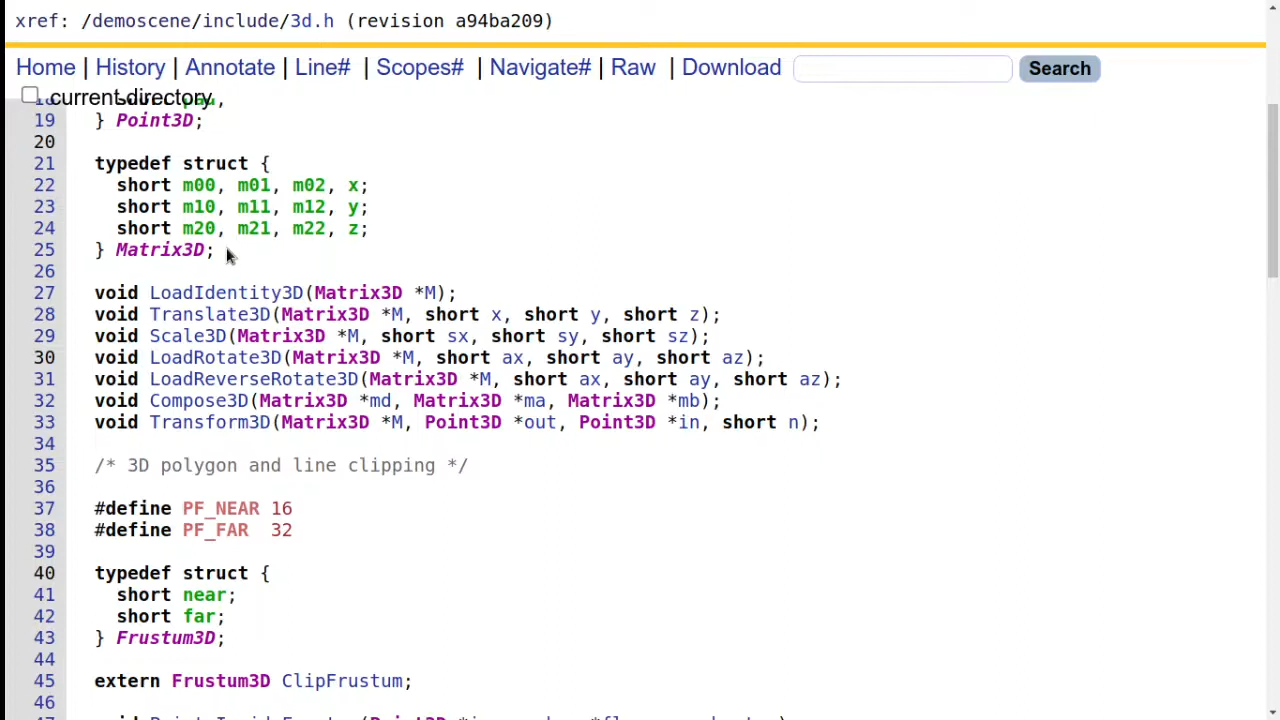 xref: /demoscene/include/3d.h (revision a94ba209)
Home | History | Annotate | Line# | Scopes# | Navigate# | Raw | Download Search
current directory
19 } Point3D;
20
21 typedef struct {
22 short m00, m01, m02, x;
23 short m10, m11, m12, y;
24 short m20, m21, m22, z;
25 } Matrix3D;
26
27 void LoadIdentity3D(Matrix3D *M);
28 void Translate3D(Matrix3D *M, short x, short y, short z);
29 void Scale3D(Matrix3D *M, short sx, short sy, short sz);
30 void LoadRotate3D(Matrix3D *M, short ax, short ay, short az);
31 void LoadReverseRotate3D(Matrix3D *M, short ax, short ay, short az);
32 void Compose3D(Matrix3D *md, Matrix3D *ma, Matrix3D *mb);
33 void Transform3D(Matrix3D *M, Point3D *out, Point3D *in, short n);
34
35 /* 3D polygon and line clipping */
36
37 #define PF_NEAR 16
38 #define PF_FAR 32
39
40 typedef struct {
41 short near;
42 short far;
43 } Frustum3D;
44
45 extern Frustum3D ClipFrustum;
46